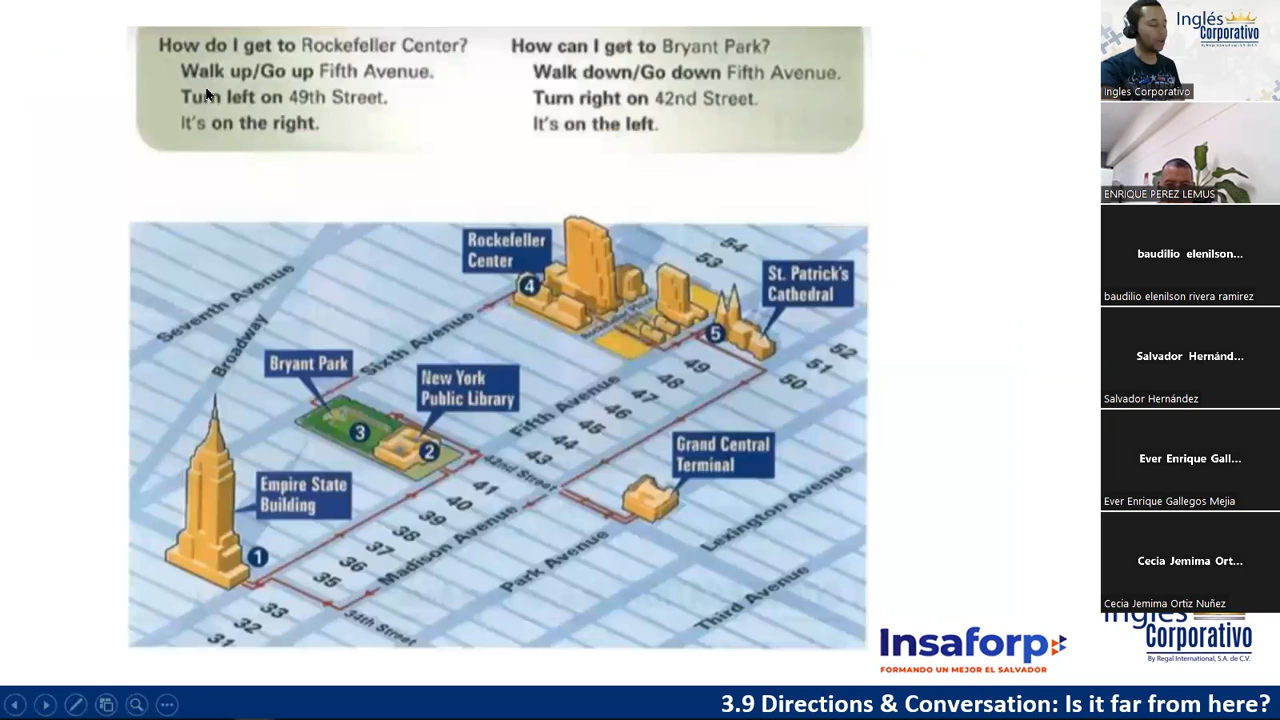 How do I get to Rockefeller Center?
Walk up/Go up Fifth Avenue.
Turn left on 49th Street.
It's on the right.
How can I get to Bryant Park?
Walk down/Go down Fifth Avenue.
Turn right on 42nd Street.
It's on the left.
Rockefeller
Center
4
54
53
St. Patrick's
Cathedral
5
Seventh Avenue
Broadway
Sixth Avenue
Bryant Park
New York
Public Library
3
2
Fifth Avenue
52
51
50
49
48
47
46
45
44
43
42nd Street
41
40
39
38
37
36
35
Grand Central
Terminal
Empire State
Building
1
Madison Avenue
Park Avenue
Lexington Avenue
Third Avenue
34th Street
33
32
31
Insaforp
FORMANDO UN MEJOR EL SALVADOR
Inglés
Corporativo
By Regal International, S.A. de C.V.
3.9 Directions & Conversation: Is it far from here?
Inglés
Corporativo
By Regal International, S.A. de C.V.
Ingles Corporativo
ENRIQUE PEREZ LEMUS
baudilio elenilson...
baudilio elenilson rivera ramirez
Salvador Hernánd...
Salvador Hernández
Ever Enrique Gall...
Ever Enrique Gallegos Mejia
Cecia Jemima Ort...
Cecia Jemima Ortiz Nuñez